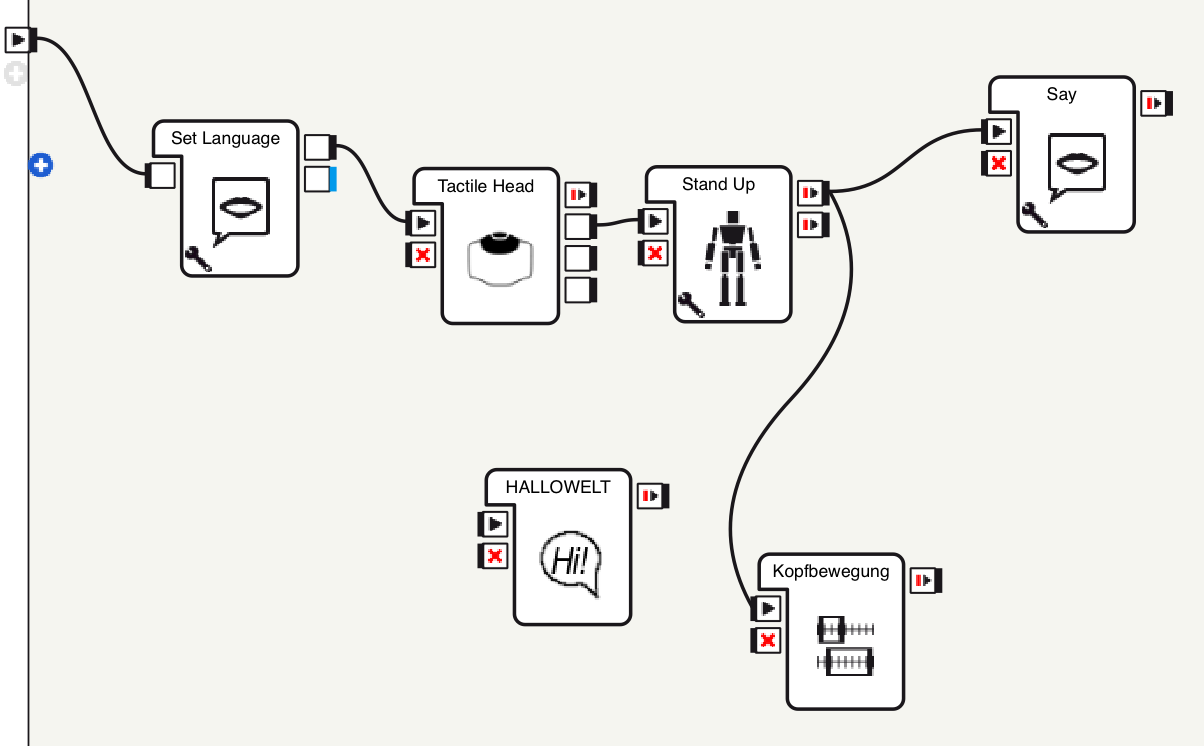 Set Language
Tactile Head
Stand Up
Say
HALLOWELT
Hi!
Kopfbewegung